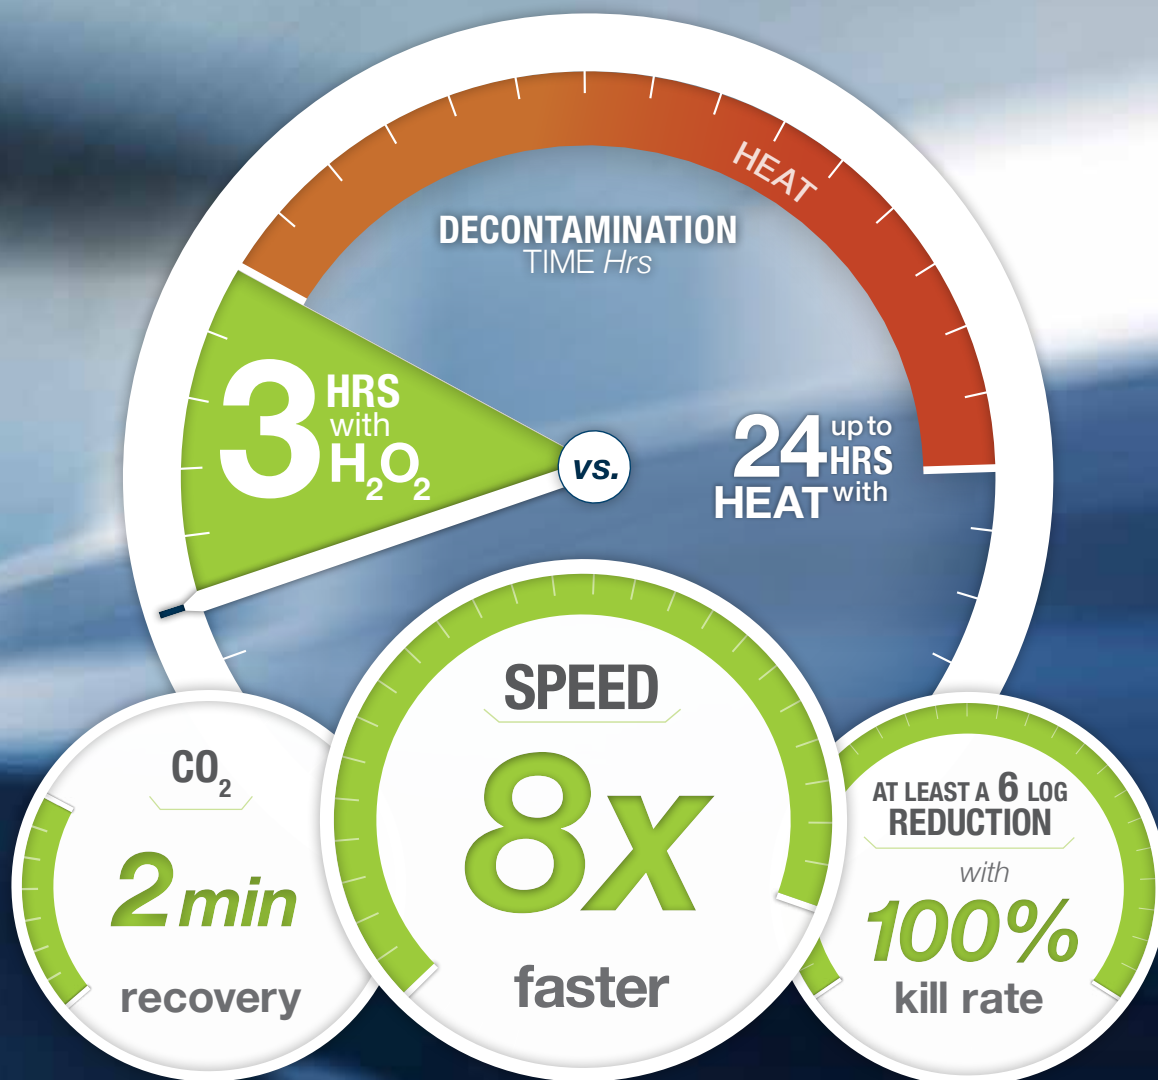 HEAT
DECONTAMINATION
TIME Hrs
3 HRS
with
H₂O₂
vs.
24 up to
HRS
HEAT with
SPEED
8x
faster
CO₂
2 min
recovery
AT LEAST A 6 LOG
REDUCTION
with
100%
kill rate